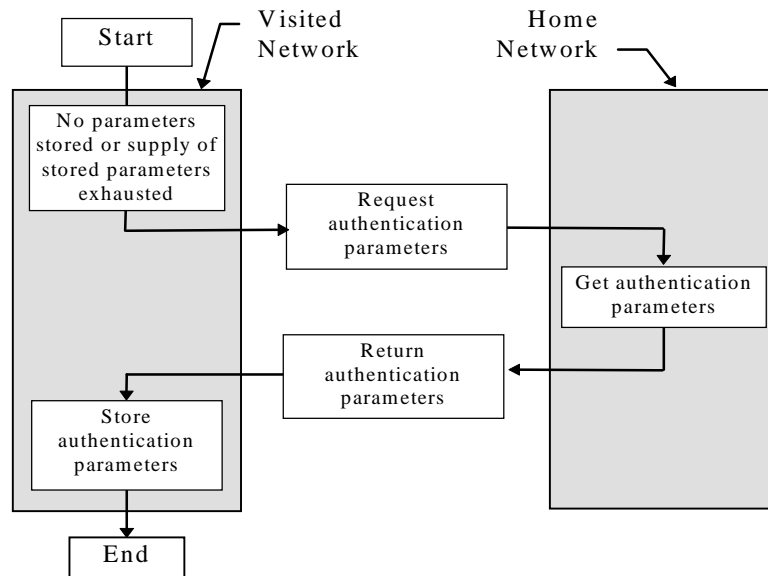 Start
Visited
Network
Home
Network
No parameters
stored or supply of
stored parameters
exhausted
Request
authentication
parameters
Get authentication
parameters
Return
authentication
parameters
Store
authentication
parameters
End